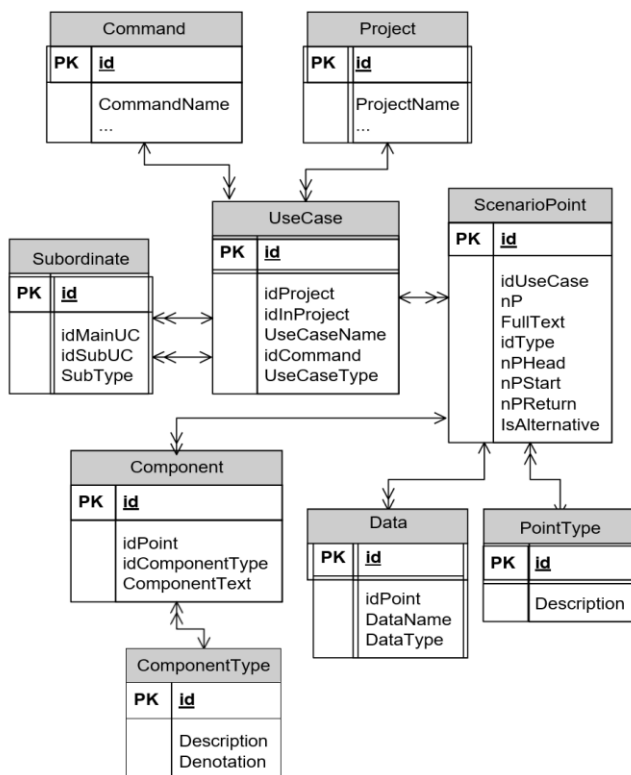 Command
PK id
CommandName
...
Project
PK id
ProjectName
...
UseCase
PK id
idProject
idInProject
UseCaseName
idCommand
UseCaseType
ScenarioPoint
PK id
idUseCase
nP
FullText
idType
nPHead
nPStart
nPReturn
IsAlternative
Subordinate
PK id
idMainUC
idSubUC
SubType
Component
PK id
idPoint
idComponentType
ComponentText
Data
PK id
idPoint
DataName
DataType
PointType
PK id
Description
ComponentType
PK id
Description
Denotation